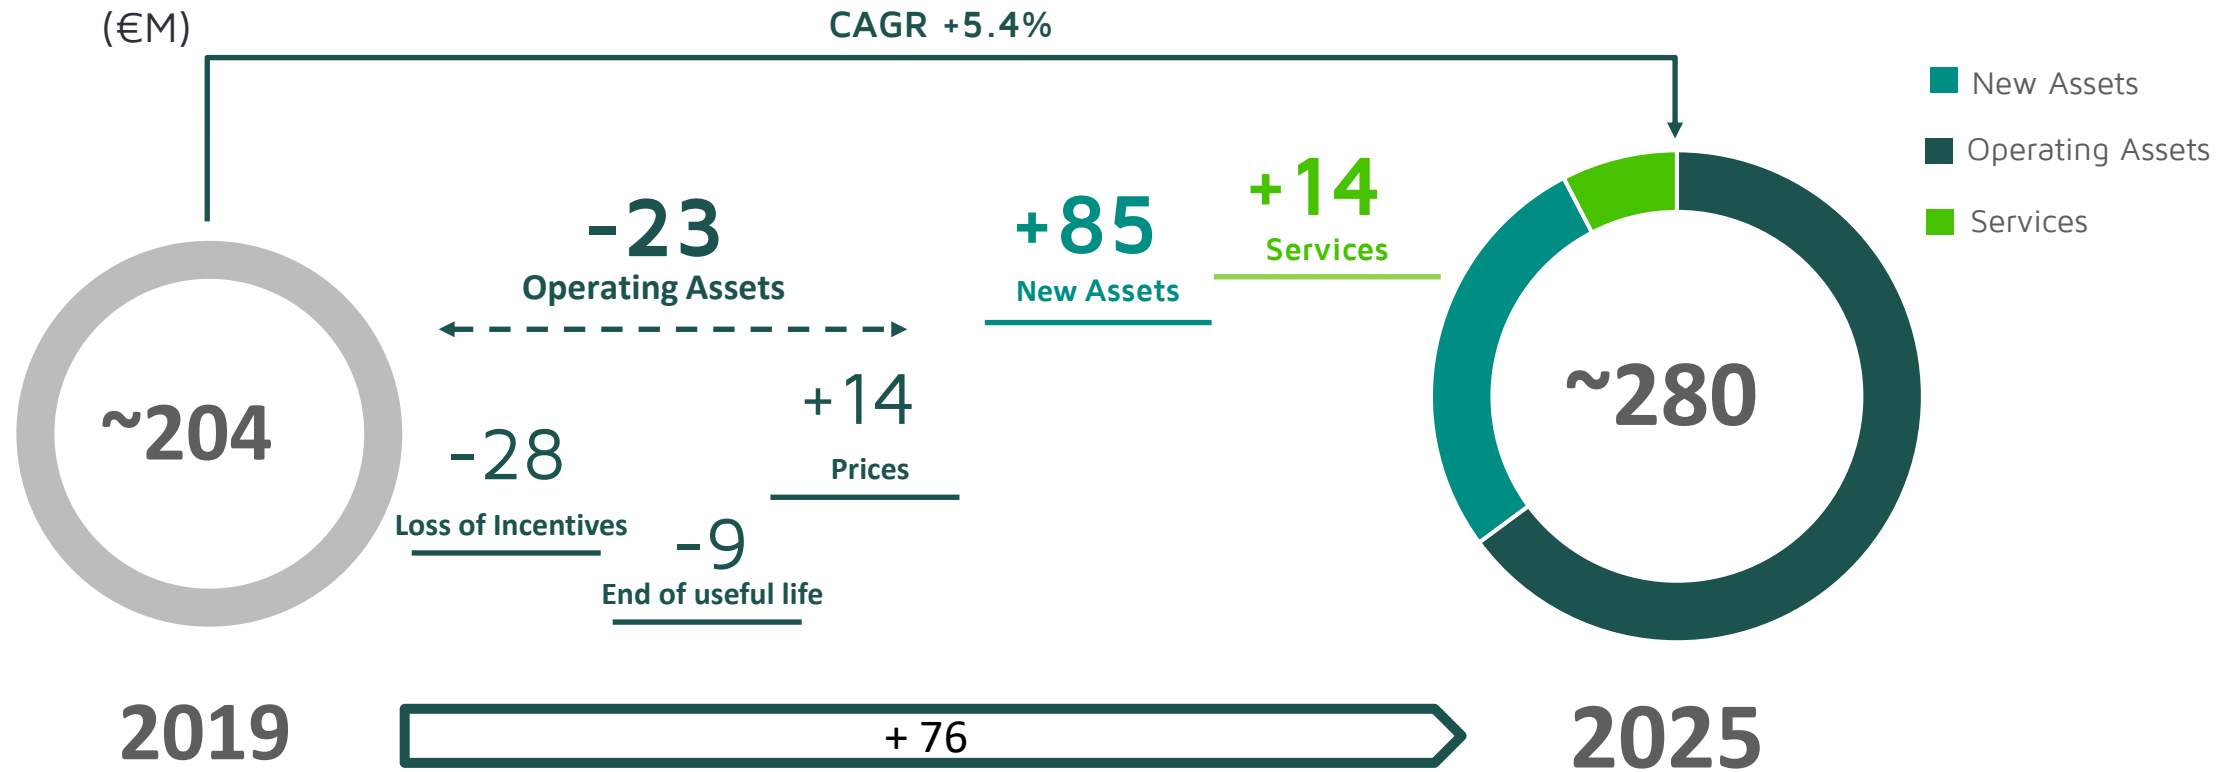 (€M)
CAGR +5.4%
New Assets
Operating Assets
Services
-23
Operating Assets
+85
New Assets
+14
Services
~204
-28
Loss of Incentives
-9
End of useful life
+14
Prices
~280
2019
+ 76
2025